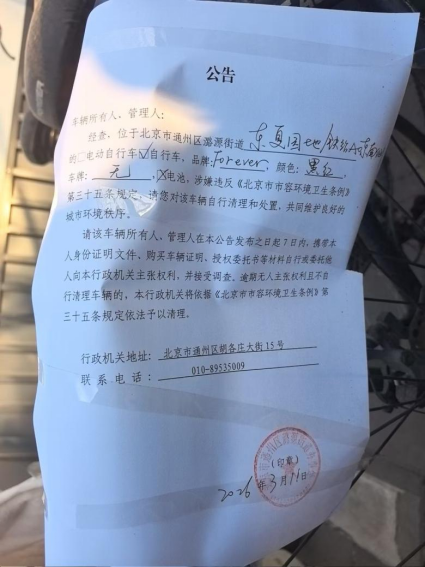 公告
车辆所有人、管理人：
经查，位于北京市通州区潞源街道 东夏园地铁站A
的□电动自行车☑自行车，品牌：Forever，颜色：黑红，
车牌：无，电池，涉嫌违反《北京市市容环境卫生条例》
第三十五条规定，请您对该车辆自行清理和处置，共同维护良好的
城市环境秩序。
请该车辆所有人、管理人在本公告发布之日起7日内，携带本
人身份证明文件、购买车辆证明、授权委托书等材料自行或委托他
人向本行政机关主张权利，并接受调查。逾期无人主张权利且不自
行清理车辆的，本行政机关将依据《北京市市容环境卫生条例》第
三十五条规定依法予以清理。
行政机关地址：北京市通州区胡各庄大街15号
联系电话：010-89535009
（印章）
2026年3月11日